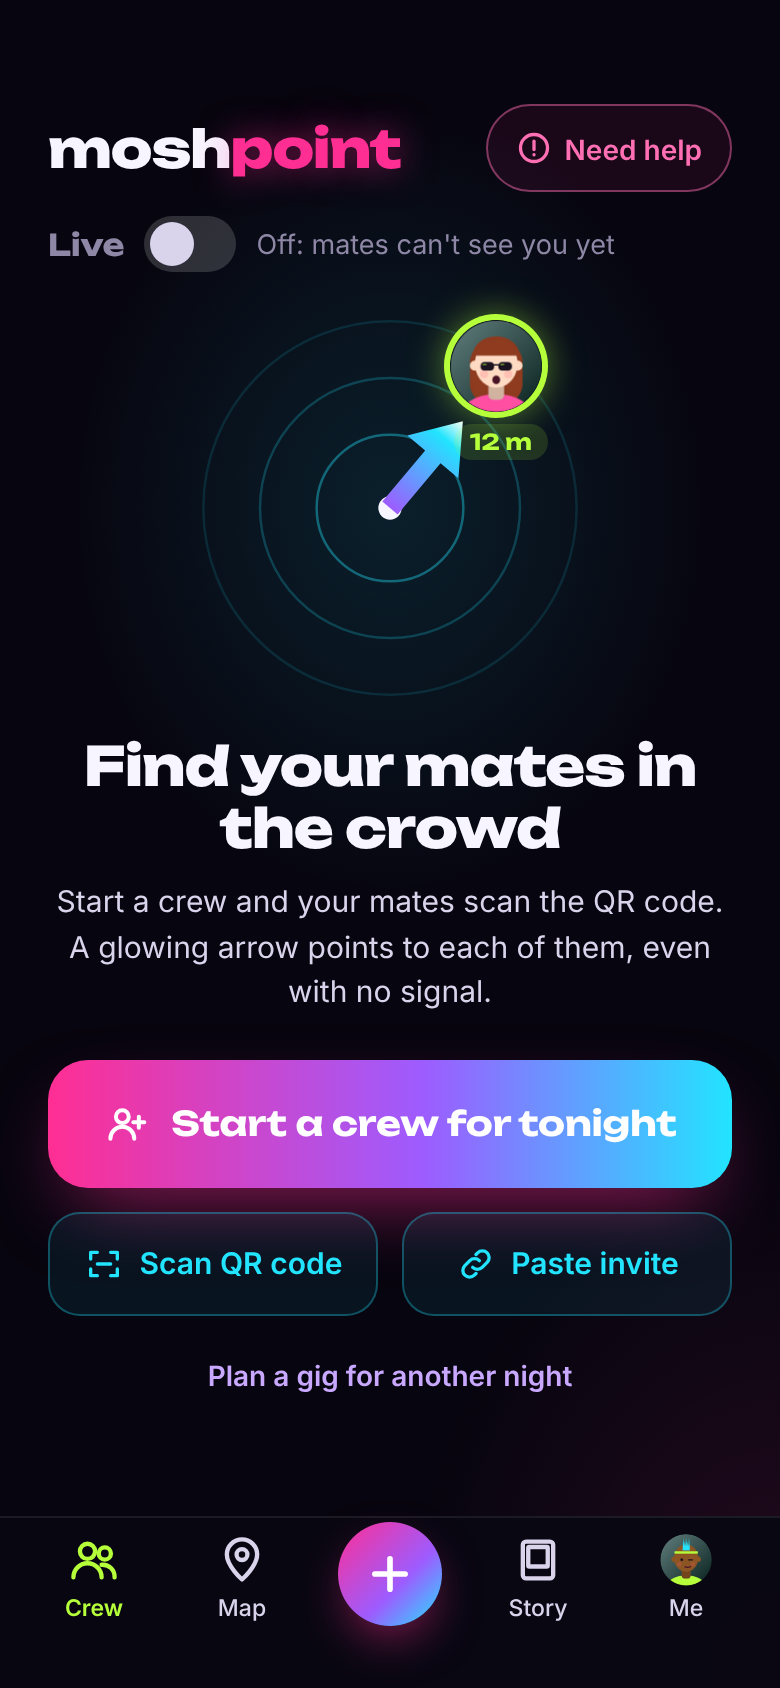 moshpoint
Need help
Live
Off: mates can't see you yet
12 m
Find your mates in
the crowd
Start a crew and your mates scan the QR code.
A glowing arrow points to each of them, even
with no signal.
Start a crew for tonight
Scan QR code
Paste invite
Plan a gig for another night
Crew
Map
Story
Me